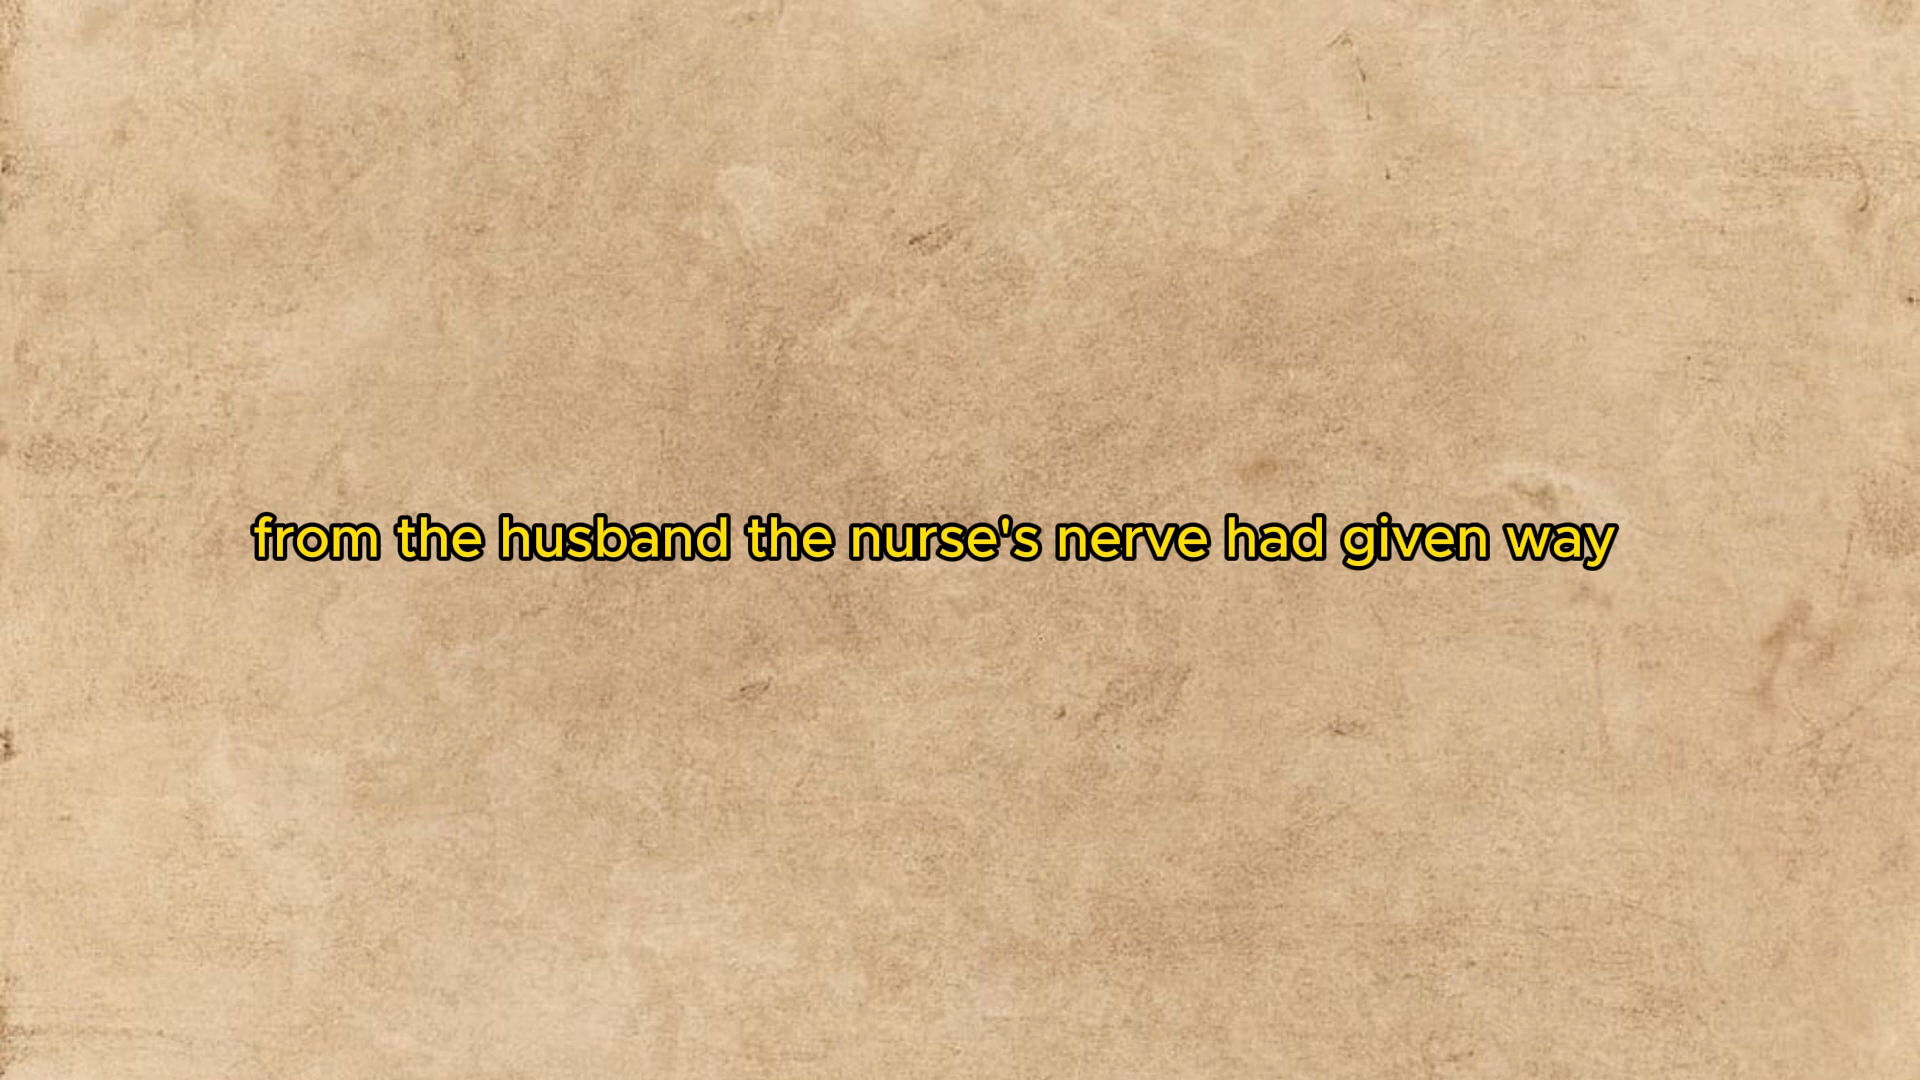 from the husband the nurse's nerve had given way